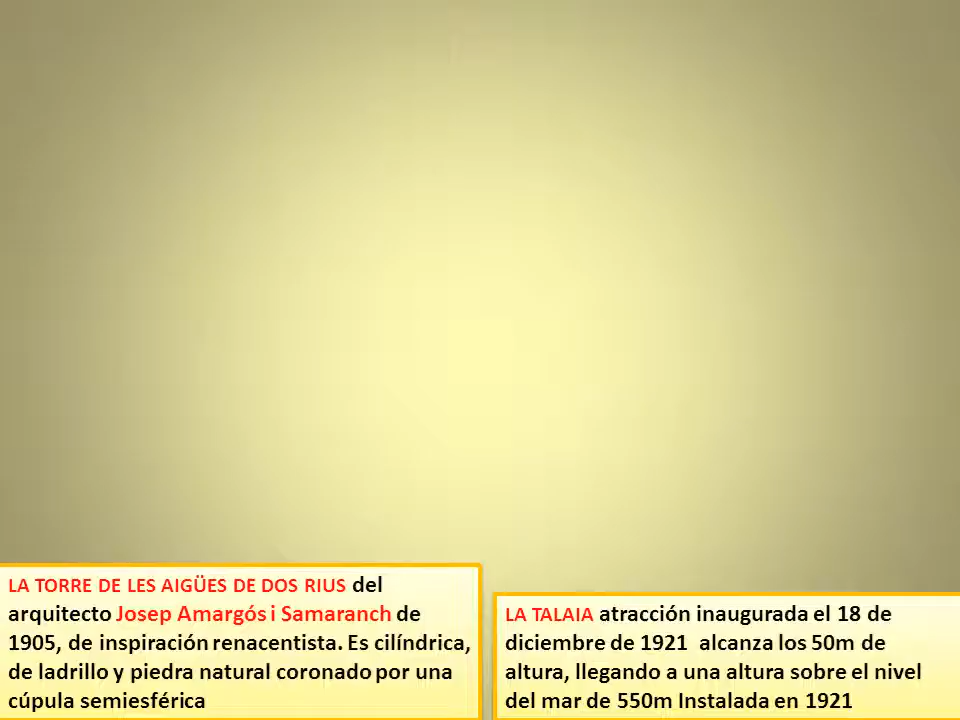 LA TORRE DE LES AIGÜES DE DOS RIUS del
arquitecto Josep Amargós i Samaranch de
1905, de inspiración renacentista. Es cilíndrica,
de ladrillo y piedra natural coronado por una
cúpula semiesférica
LA TALAIA atracción inaugurada el 18 de
diciembre de 1921 alcanza los 50m de
altura, llegando a una altura sobre el nivel
del mar de 550m Instalada en 1921